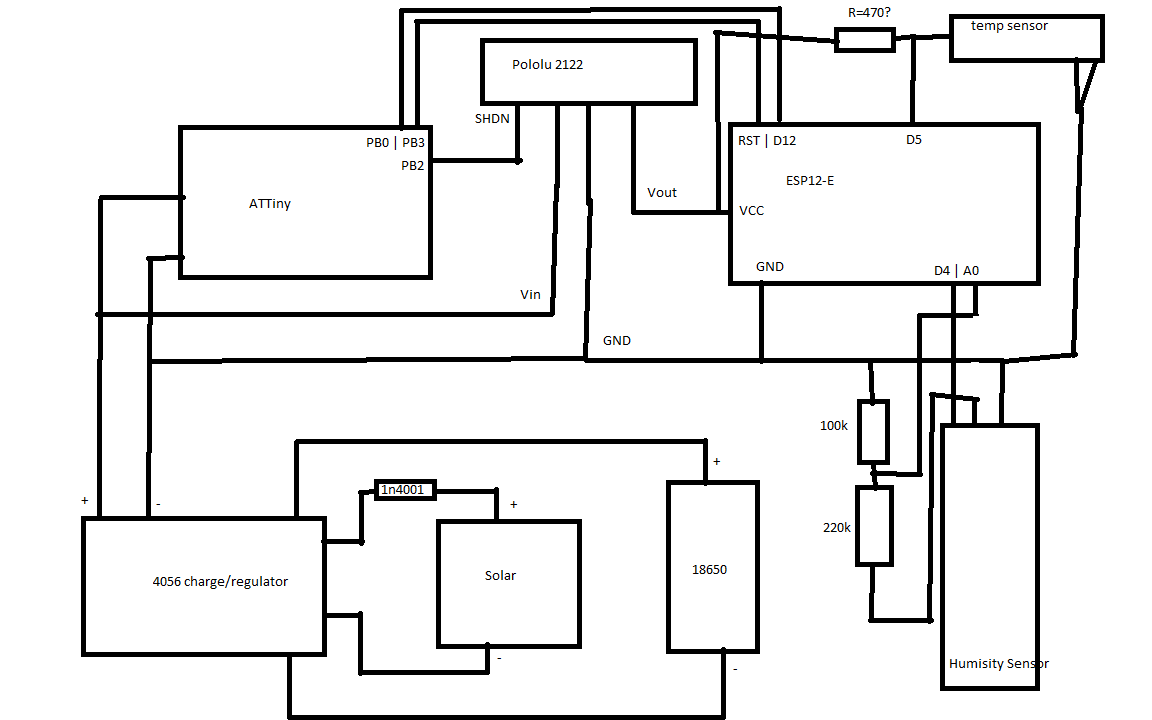 R=470?
temp sensor
Pololu 2122
SHDN
PB0 | PB3
PB2
RST | D12
D5
ESP12-E
ATTiny
Vout
VCC
GND
D4 | A0
Vin
GND
100k
+
-
+
1n4001
+
220k
4056 charge/regulator
Solar
18650
-
-
Humisity Sensor